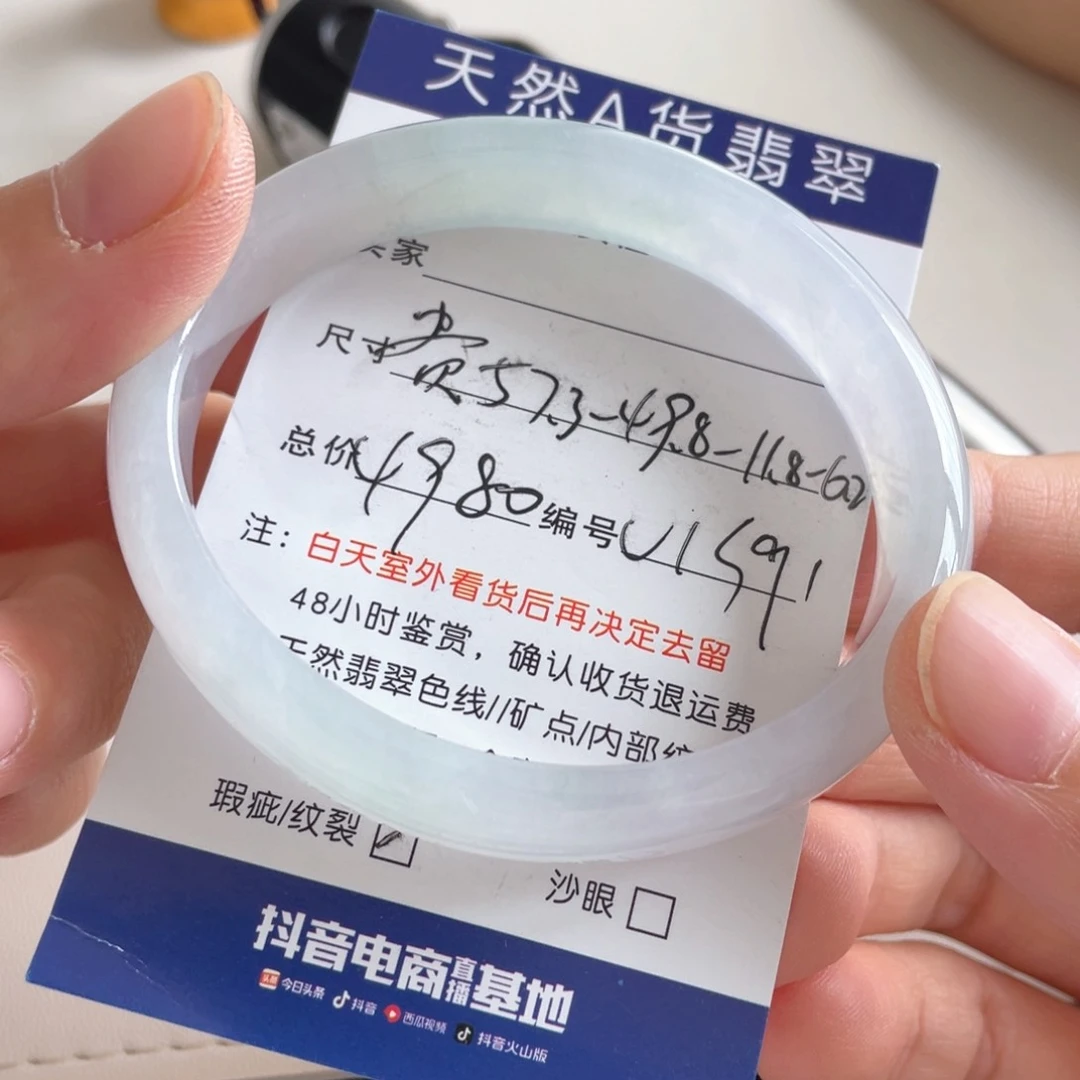 天然A货翡翠
家
尺寸 贵57.3-49.8-11.8-6.2
总价 4980 编号 U1591
注：白天室外看货后再决定去留
48小时鉴赏，确认收货退运费
天然翡翠色线//矿点/内部纹
瑕疵/纹裂
沙眼
抖音电商直播基地
头条 今日头条 抖音 西瓜视频 抖音火山版